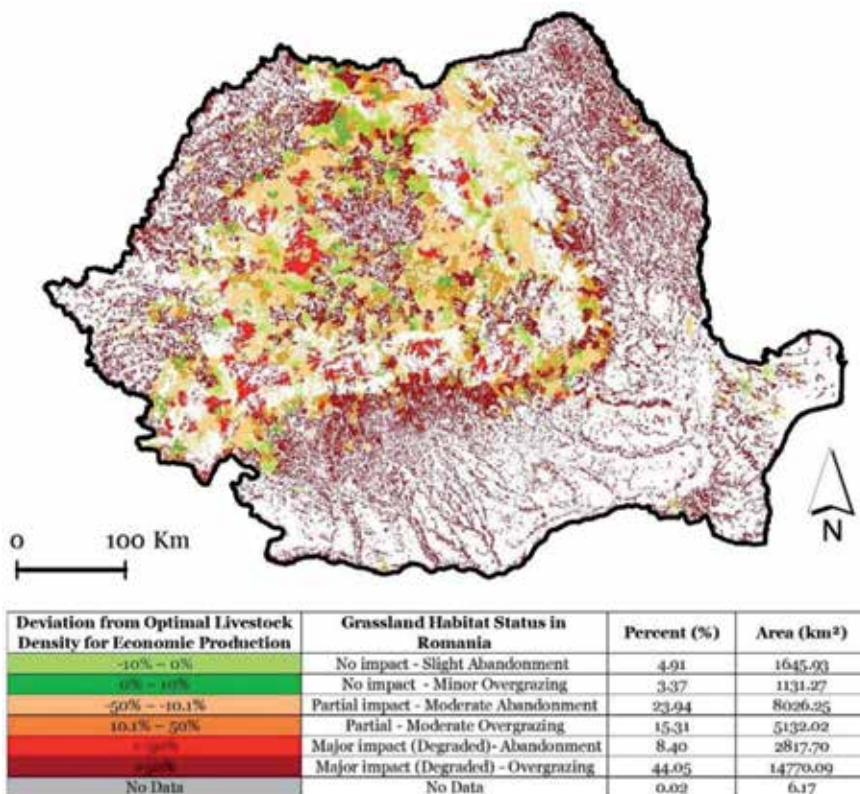 0 100 Km
N
Deviation from Optimal Livestock Density for Economic Production Grassland Habitat Status in Romania Percent (%) Area (km²)
-10% – 0% No impact - Slight Abandonment 4.91 1645.93
0% – 10% No impact - Minor Overgrazing 3.37 1131.27
-50% – -10.1% Partial impact - Moderate Abandonment 23.94 8026.25
10.1% – 50% Partial - Moderate Overgrazing 15.31 5132.02
Major impact (Degraded)- Abandonment 8.40 2817.70
Major impact (Degraded) - Overgrazing 44.05 14770.09
No Data No Data 0.02 6.17